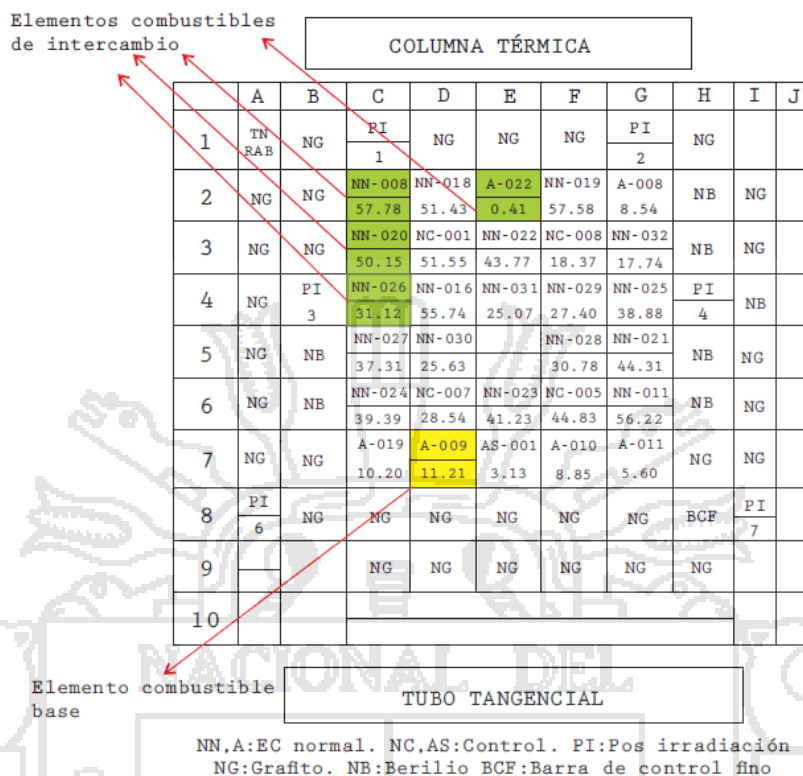 Elementos combustibles
de intercambio
COLUMNA TÉRMICA
A B C D E F G H I J
1 TN RAB NG PI 1 NG NG NG PI 2 NG
2 NG NG NN-008 57.78 NN-018 51.43 A-022 0.41 NN-019 57.58 A-008 8.54 NB NG
3 NG NG NN-020 50.15 NC-001 51.55 NN-022 43.77 NC-008 18.37 NN-032 17.74 NB NG
4 NG PI 3 NN-026 31.12 NN-016 55.74 NN-031 25.07 NN-029 27.40 NN-025 38.88 PI 4 NB
5 NG NB NN-027 37.31 NN-030 25.63 NN-028 30.78 NN-021 44.31 NB NG
6 NG NB NN-024 39.39 NC-007 28.54 NN-023 41.23 NC-005 44.83 NN-011 56.22 NB NG
7 NG NG A-019 10.20 A-009 11.21 AS-001 3.13 A-010 8.85 A-011 5.60 NG NG
8 PI 6 NG NG NG NG NG NG BCF PI 7
9 NG NG NG NG NG NG
10
Elemento combustible
base
TUBO TANGENCIAL
NACIONAL DEL
NN,A:EC normal. NC,AS:Control. PI:Pos irradiación
NG:Grafito. NB:Berilio BCF:Barra de control fino